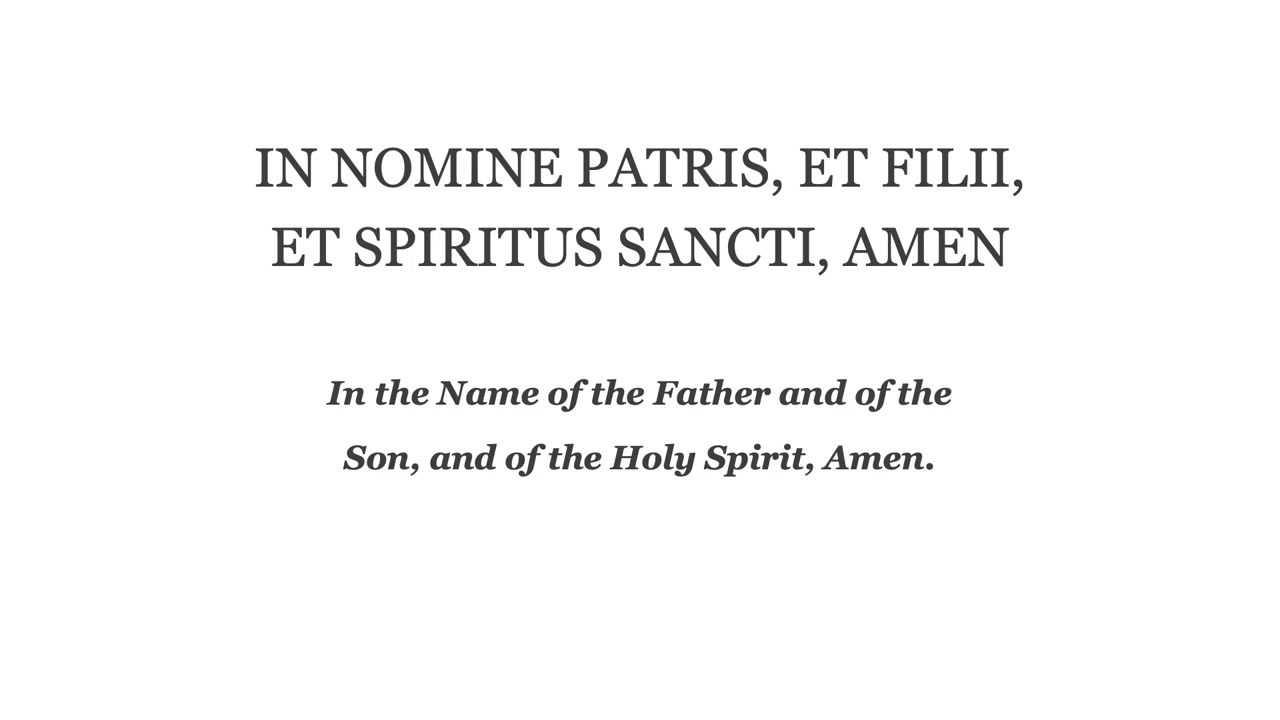 IN NOMINE PATRIS, ET FILII,
ET SPIRITUS SANCTI, AMEN
In the Name of the Father and of the
Son, and of the Holy Spirit, Amen.